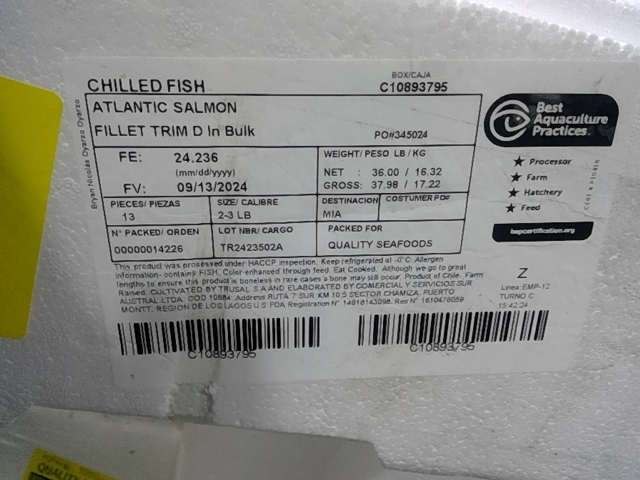 CHILLED FISH
BOX/CAJA
C10893795
ATLANTIC SALMON
FILLET TRIM D In Bulk
PO#345024
FE: 24.236
(mm/dd/yyyy)
FV: 09/13/2024
WEIGHT/ PESO LB / KG
NET : 36.00 / 16.32
GROSS: 37.98 / 17.22
PIECES/ PIEZAS
13
SIZE/ CALIBRE
2-3 LB
DESTINACION
MIA
CUSTOMER PO#
N° PACKED/ ORDEN
00000014226
LOT NBR/ CARGO
TR2423502A
PACKED FOR
QUALITY SEAFOODS
This product was processed under HACCP inspection. Keep (refrigerated at -0°. Allergen
information- contains FISH, Color enhanced through feed. Eat Cooked. Although we go to great
lengths to ensure this product is boneless in rare cases a bone may still occur. Product of Chile. Farm
Raised. CULTIVATED BY TRUSAL S.A AND ELABORATED BY COMERCIAL Y SERVICIOS SUR
AUSTRAL LTDA. COD 10884. Address RUTA 7 SUR KM 10.5 SECTOR CHAMIZA, PUERTO
MONTT. REGION DE LOS LAGOS
C10893795
C10893795
Bryan Nicolás Oyarzo Oyarzo
Best
Aquaculture
Practices.
Processor
Farm
Hatchery
Feed
bapcertification.org
Z
Linea: EMP-12
TURNO C
15:42:24
QUALITY